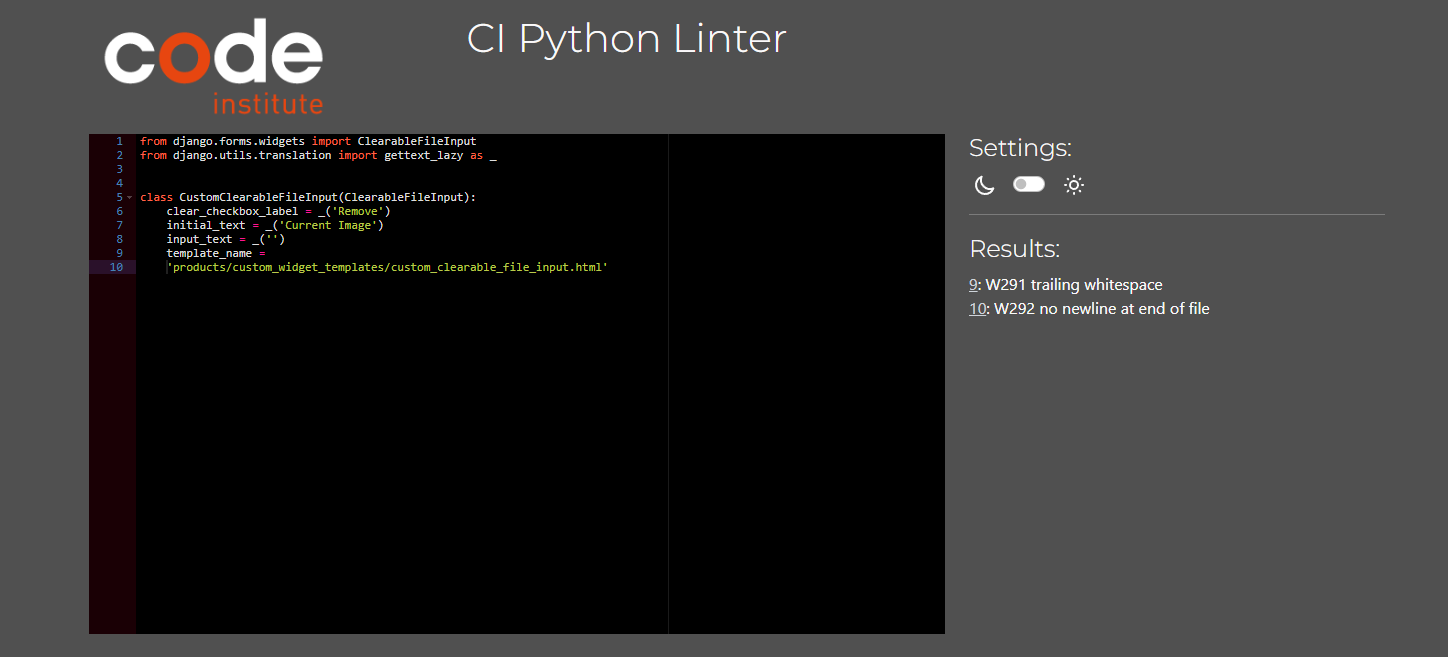 code
institute
CI Python Linter
1 from django.forms.widgets import ClearableFileInput
2 from django.utils.translation import gettext_lazy as _
3
4
5 class CustomClearableFileInput(ClearableFileInput):
6     clear_checkbox_label = _('Remove')
7     initial_text = _('Current Image')
8     input_text = _('')
9     template_name =
10     'products/custom_widget_templates/custom_clearable_file_input.html'
Settings:
Results:
9: W291 trailing whitespace
10: W292 no newline at end of file